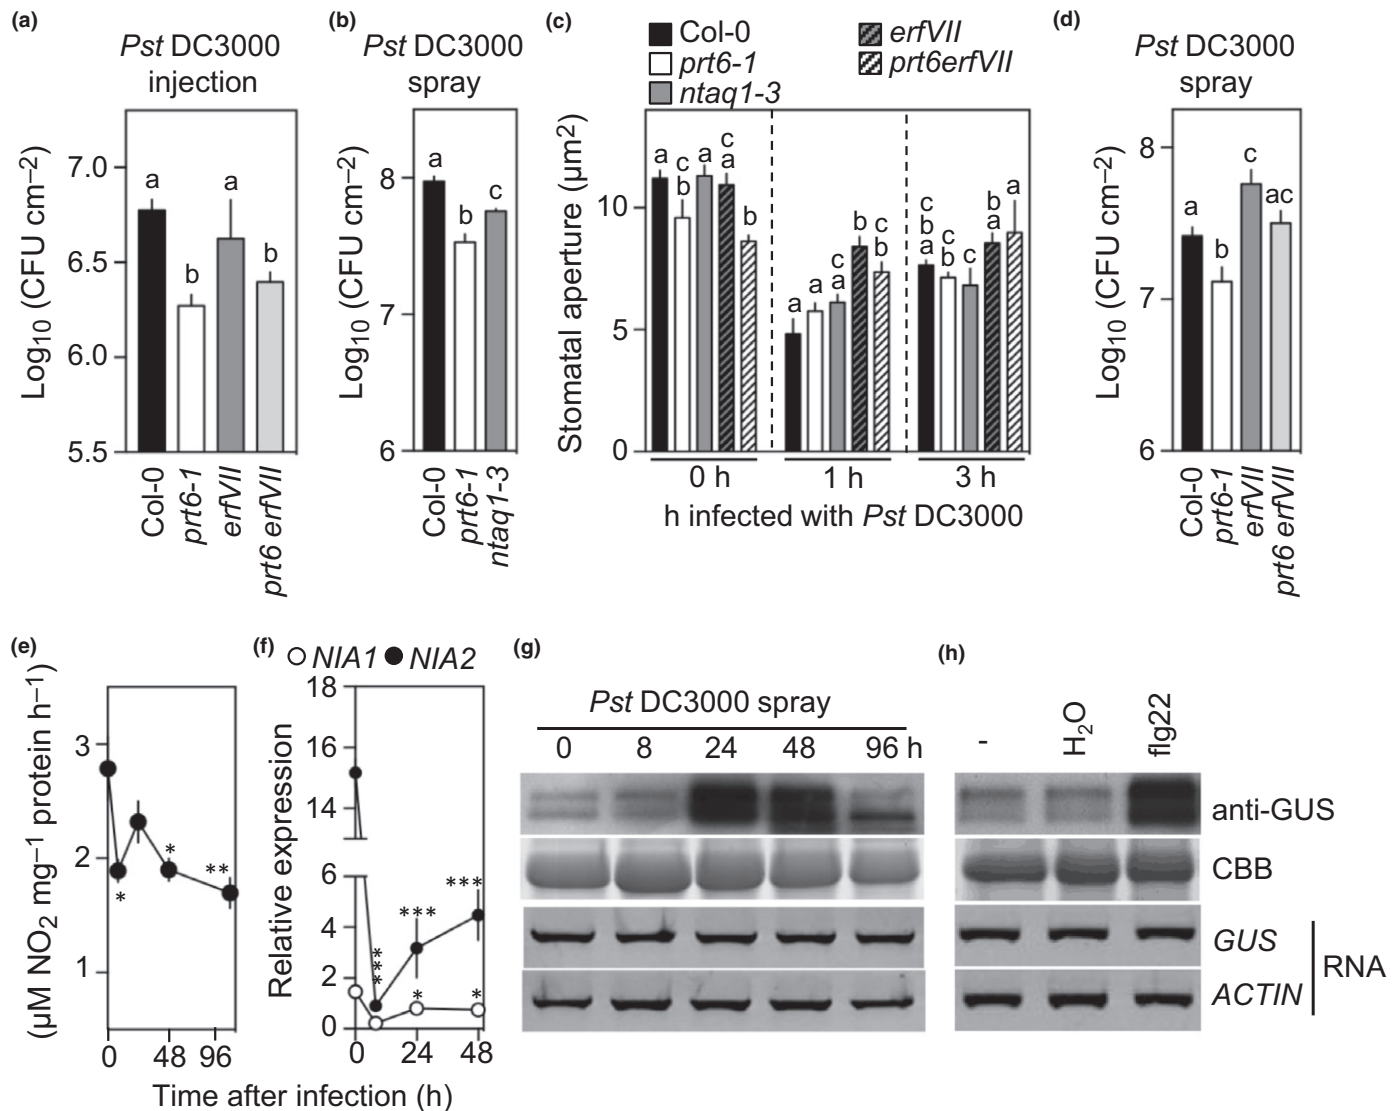 (a)
Pst DC3000
injection
Log10 (CFU cm–2)
7.0
6.5
6.0
5.5
a
b
a
b
Col-0
prt6-1
erfVII
prt6 erfVII
(b)
Pst DC3000
spray
Log10 (CFU cm–2)
8
7
6
a
b
c
Col-0
prt6-1
ntaq1-3
(c)
Col-0
prt6-1
ntaq1-3
erfVII
prt6erfVII
Stomatal aperture (µm2)
10
5
0
a
c
b
a
c
a
b
a
a
c
a
b
c
b
c
b
a
c
b
c
b
a
a
0 h
1 h
3 h
h infected with Pst DC3000
(d)
Pst DC3000
spray
Log10 (CFU cm–2)
8
7
6
a
b
c
ac
Col-0
prt6-1
erfVII
prt6 erfVII
(e)
(µM NO2 mg–1 protein h–1)
3
2
1
*
*
**
0 48 96
(f)
NIA1 NIA2
Relative expression
18
16
14
6
4
2
0
***
***
***
*
*
0 24 48
Time after infection (h)
(g)
Pst DC3000 spray
0 8 24 48 96 h
(h)
-
H2O
flg22
anti-GUS
CBB
GUS
ACTIN
RNA